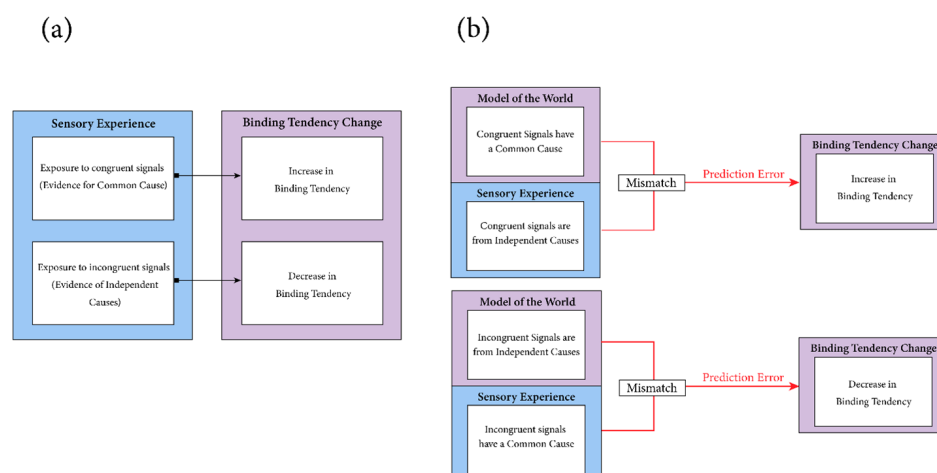 (a)
Sensory Experience
Exposure to congruent signals
(Evidence for Common Cause)
Exposure to incongruent signals
(Evidence of Independent
Causes)
Binding Tendency Change
Increase in
Binding Tendency
Decrease in
Binding Tendency
(b)
Model of the World
Congruent Signals have
a Common Cause
Sensory Experience
Congruent signals are
from Independent Causes
Mismatch
Prediction Error
Binding Tendency Change
Increase in
Binding Tendency
Model of the World
Incongruent Signals are
from Independent Causes
Sensory Experience
Incongruent signals
have a Common Cause
Mismatch
Prediction Error
Binding Tendency Change
Decrease in
Binding Tendency